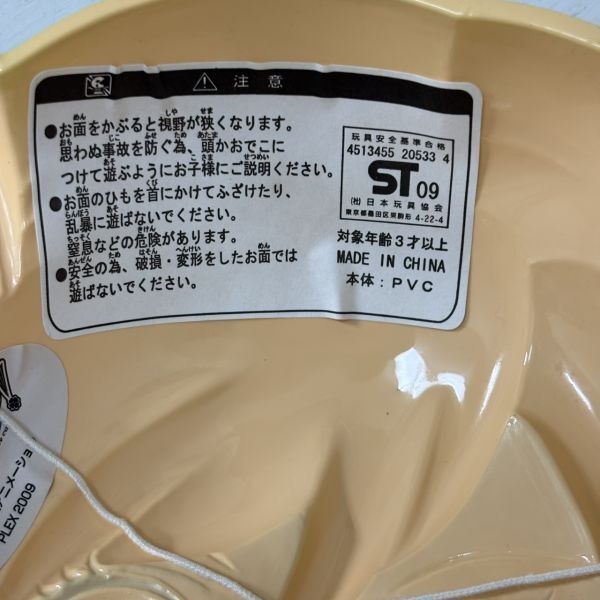 注意
●お面をかぶると視野が狭くなります。
思わぬ事故を防ぐ為、頭かおでこに
つけて遊ぶようにお子様にご説明ください。
●お面のひもを首にかけてふざけたり、
乱暴に遊ばないでください。
窒息などの危険があります。
●安全の為、破損・変形をしたお面では
遊ばないでください。
玩具安全基準合格
4513455 20533 4
ST 09
(社)日本玩具協会
東京都墨田区東駒形 4-22-4
対象年齢3才以上
MADE IN CHINA
本体：PVC
アニメーショ
PLEX 2009